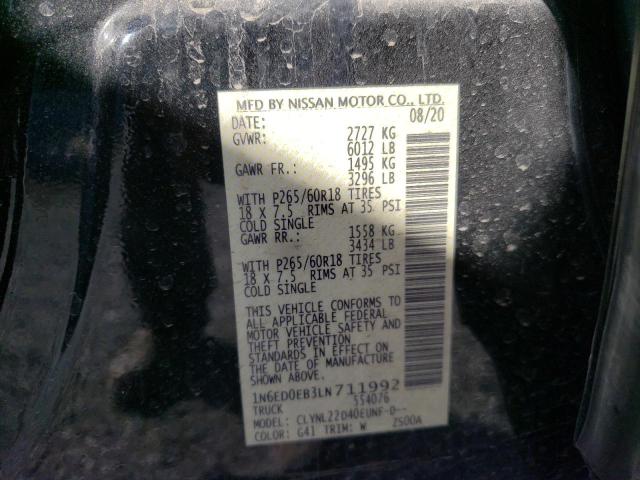 MFD BY NISSAN MOTOR CO., LTD.
DATE: 08/20
GVWR: 2727 KG
6012 LB
GAWR FR.: 1495 KG
3296 LB
WITH P265/60R18 TIRES
18 X 7.5 RIMS AT 35 PSI
COLD SINGLE
GAWR RR.: 1558 KG
3434 LB
WITH P265/60R18 TIRES
18 X 7.5 RIMS AT 35 PSI
COLD SINGLE
THIS VEHICLE CONFORMS TO
ALL APPLICABLE FEDERAL
MOTOR VEHICLE SAFETY AND
THEFT PREVENTION
STANDARDS IN EFFECT ON
THE DATE OF MANUFACTURE
SHOWN ABOVE.
1N6ED0EB3LN711992
TRUCK 554076
MODEL: CLYNL22D40EUNF-D--
COLOR: G41 TRIM: W 2S00A